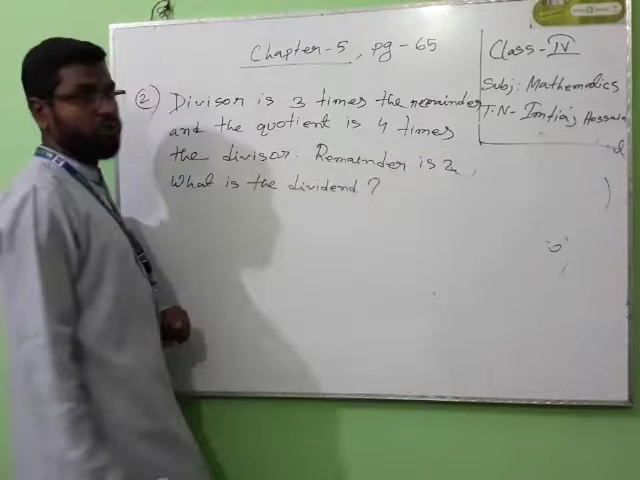 Chapter-5, pg-65
Class-IV
Subj: Mathematics
T.N- Imtiaj Hossain
② Divisor is 3 times the remainder
and the quotient is 4 times
the divisor. Remainder is 2,
What is the dividend ?